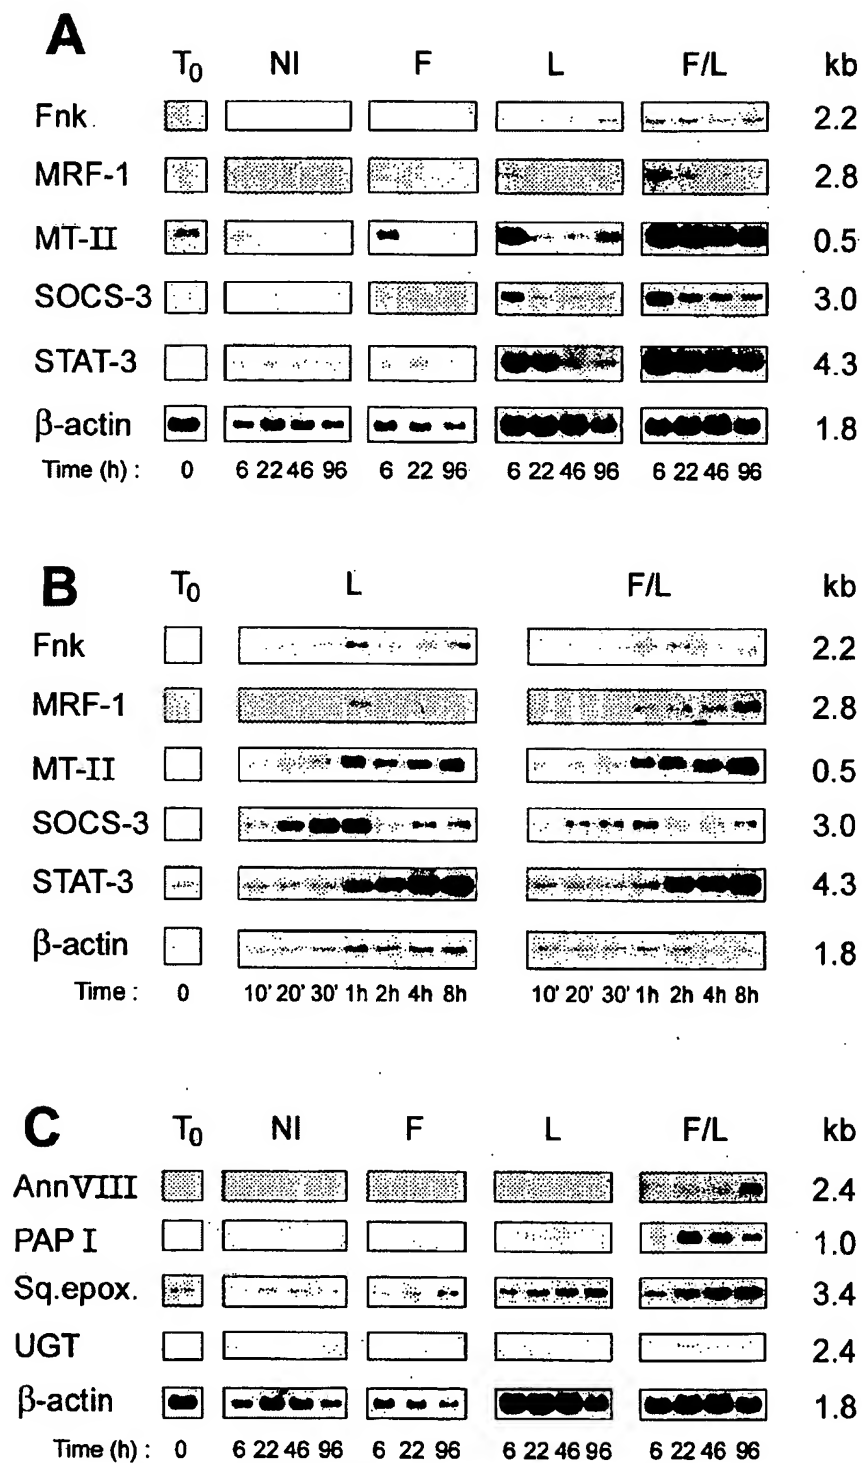 A
T0 NI F L F/L kb
Fnk 2.2
MRF-1 2.8
MT-II 0.5
SOCS-3 3.0
STAT-3 4.3
β-actin 1.8
Time (h) : 0 6 22 46 96 6 22 96 6 22 46 96 6 22 46 96
B
T0 L F/L kb
Fnk 2.2
MRF-1 2.8
MT-II 0.5
SOCS-3 3.0
STAT-3 4.3
β-actin 1.8
Time : 0 10' 20' 30' 1h 2h 4h 8h 10' 20' 30' 1h 2h 4h 8h
C
T0 NI F L F/L kb
AnnVIII 2.4
PAP I 1.0
Sq.epox. 3.4
UGT 2.4
β-actin 1.8
Time (h) : 0 6 22 46 96 6 22 96 6 22 46 96 6 22 46 96